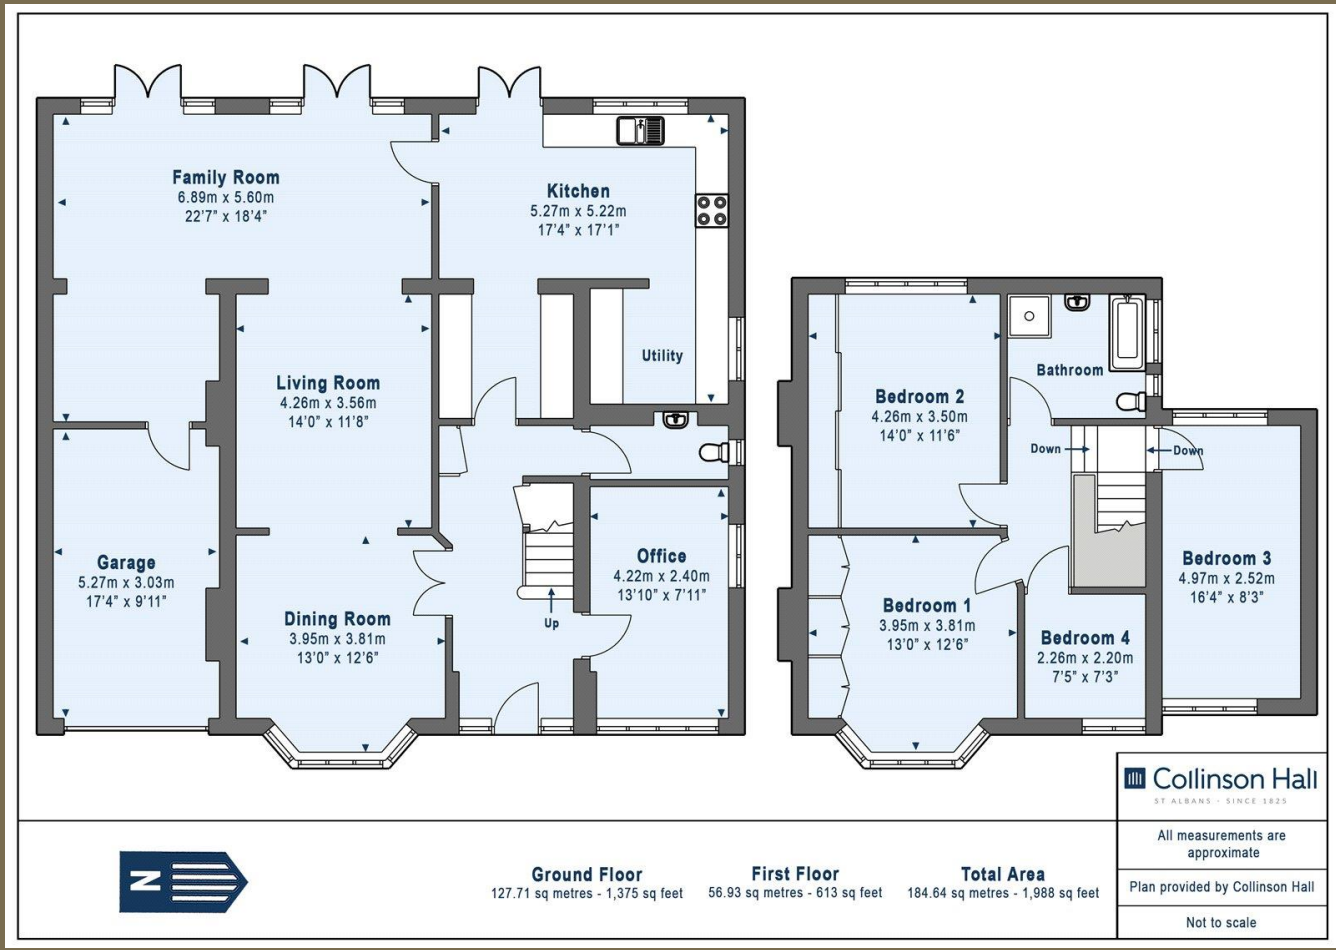 Family Room
6.89m x 5.60m
22'7" x 18'4"
Kitchen
5.27m x 5.22m
17'4" x 17'1"
Living Room
4.26m x 3.56m
14'0" x 11'8"
Utility
Garage
5.27m x 3.03m
17'4" x 9'11"
Dining Room
3.95m x 3.81m
13'0" x 12'6"
Up
Office
4.22m x 2.40m
13'10" x 7'11"
Bedroom 2
4.26m x 3.50m
14'0" x 11'6"
Bathroom
Down
Down
Bedroom 1
3.95m x 3.81m
13'0" x 12'6"
Bedroom 4
2.26m x 2.20m
7'5" x 7'3"
Bedroom 3
4.97m x 2.52m
16'4" x 8'3"
N
Ground Floor
127.71 sq metres - 1,375 sq feet
First Floor
56.93 sq metres - 613 sq feet
Total Area
184.64 sq metres - 1,988 sq feet
Collinson Hall
ST ALBANS - SINCE 1825
All measurements are
approximate
Plan provided by Collinson Hall
Not to scale